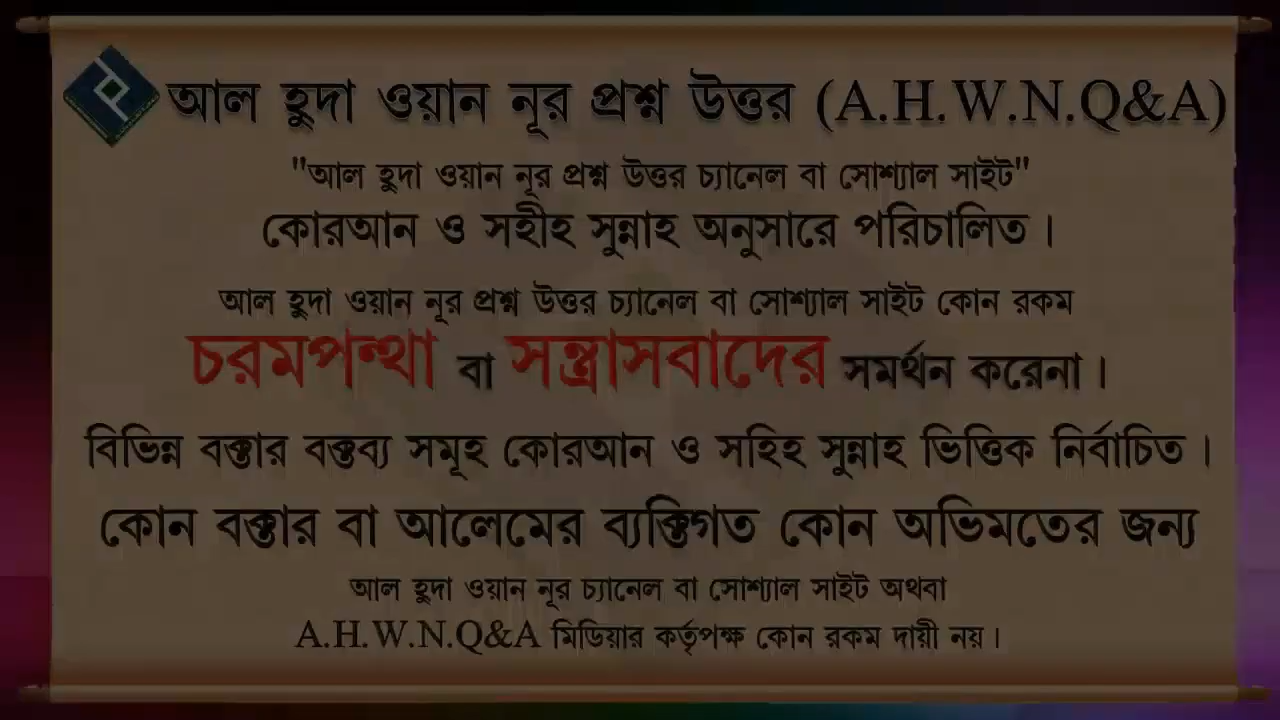 আল হুদা ওয়ান নূর প্রশ্ন উত্তর (A.H.W.N.Q&A)
"আল হুদা ওয়ান নূর প্রশ্ন উত্তর চ্যানেল বা সোশ্যাল সাইট"
কোরআন ও সহীহ সুন্নাহ অনুসারে পরিচালিত।
আল হুদা ওয়ান নূর প্রশ্ন উত্তর চ্যানেল বা সোশ্যাল সাইট কোন রকম
চরমপন্থা বা সন্ত্রাসবাদের সমর্থন করেনা।
বিভিন্ন বক্তার বক্তব্য সমূহ কোরআন ও সহিহ সুন্নাহ ভিত্তিক নির্বাচিত।
কোন বক্তার বা আলেমের ব্যক্তিগত কোন অভিমতের জন্য
আল হুদা ওয়ান নূর চ্যানেল বা সোশ্যাল সাইট অথবা
A.H.W.N.Q&A মিডিয়ার কর্তৃপক্ষ কোন রকম দায়ী নয়।